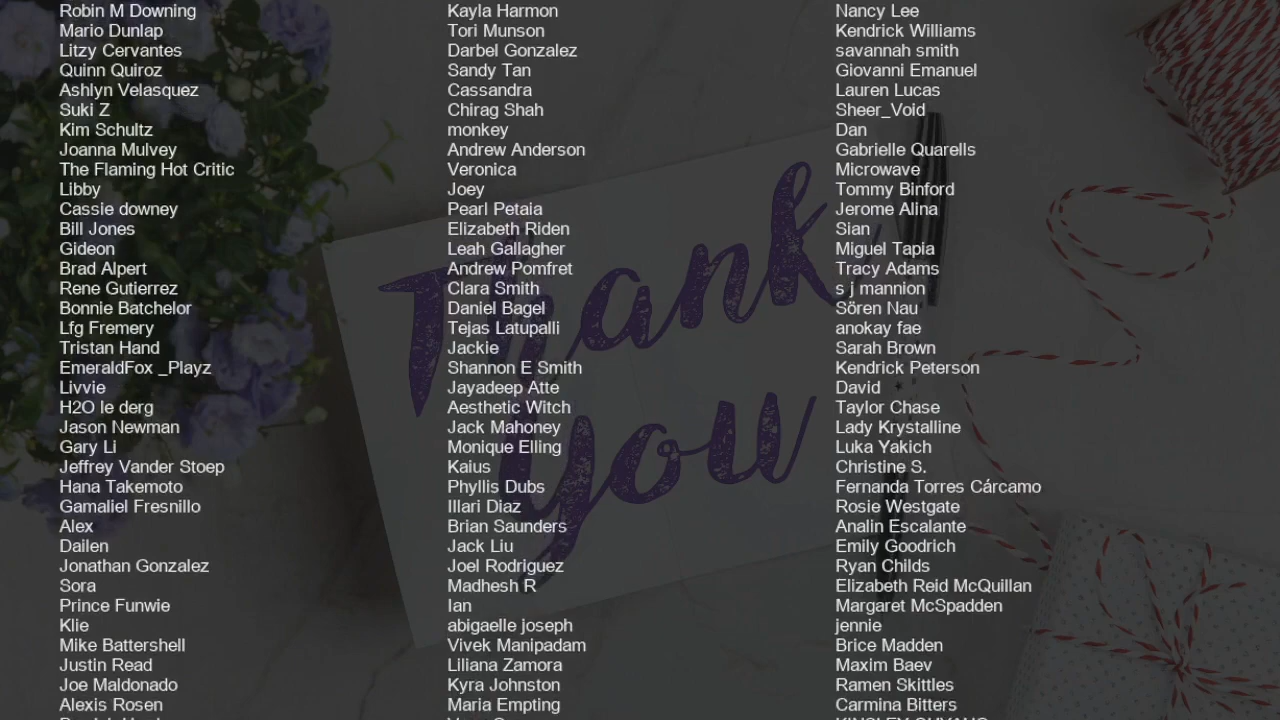 Robin M Downing
Mario Dunlap
Litzy Cervantes
Quinn Quiroz
Ashlyn Velasquez
Suki Z
Kim Schultz
Joanna Mulvey
The Flaming Hot Critic
Libby
Cassie downey
Bill Jones
Gideon
Brad Alpert
Rene Gutierrez
Bonnie Batchelor
Lfg Fremery
Tristan Hand
EmeraldFox _Playz
Livvie
H2O le derg
Jason Newman
Gary Li
Jeffrey Vander Stoep
Hana Takemoto
Gamaliel Fresnillo
Alex
Dailen
Jonathan Gonzalez
Sora
Prince Funwie
Klie
Mike Battershell
Justin Read
Joe Maldonado
Alexis Rosen
Kayla Harmon
Tori Munson
Darbel Gonzalez
Sandy Tan
Cassandra
Chirag Shah
monkey
Andrew Anderson
Veronica
Joey
Pearl Petaia
Elizabeth Riden
Leah Gallagher
Andrew Pomfret
Clara Smith
Daniel Bagel
Tejas Latupalli
Jackie
Shannon E Smith
Jayadeep Atte
Aesthetic Witch
Jack Mahoney
Monique Elling
Kaius
Phyllis Dubs
Illari Diaz
Brian Saunders
Jack Liu
Joel Rodriguez
Madhesh R
Ian
abigaelle joseph
Vivek Manipadam
Liliana Zamora
Kyra Johnston
Maria Empting
Nancy Lee
Kendrick Williams
savannah smith
Giovanni Emanuel
Lauren Lucas
Sheer_Void
Dan
Gabrielle Quarells
Microwave
Tommy Binford
Jerome Alina
Sian
Miguel Tapia
Tracy Adams
s j mannion
Sören Nau
anokay fae
Sarah Brown
Kendrick Peterson
David
Taylor Chase
Lady Krystalline
Luka Yakich
Christine S.
Fernanda Torres Cárcamo
Rosie Westgate
Analin Escalante
Emily Goodrich
Ryan Childs
Elizabeth Reid McQuillan
Margaret McSpadden
jennie
Brice Madden
Maxim Baev
Ramen Skittles
Carmina Bitters
Thank
you